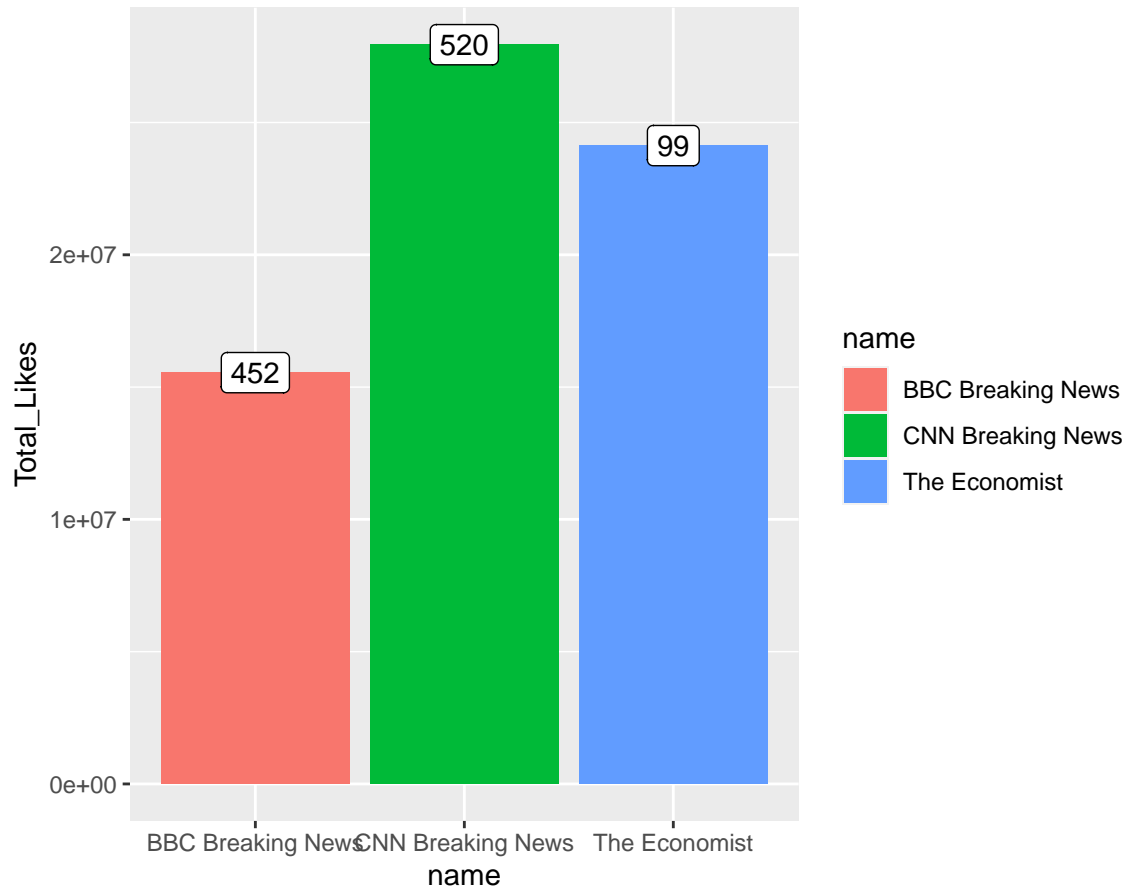 520
99
2e+07
452
Total_Likes
1e+07
0e+00
BBC Breaking News
CNN Breaking News
The Economist
name
name
BBC Breaking News
CNN Breaking News
The Economist